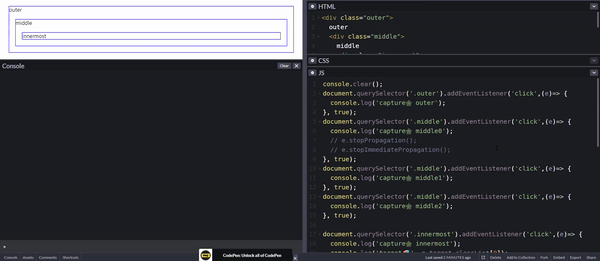 outer
middle
innermost
Console
Clear
HTML
<div class="outer">
outer
<div class="middle">
middle
CSS
JS
console.clear();
document.querySelector('.outer').addEventListener('click',(e)=> {
console.log('capture outer');
}, true);
document.querySelector('.middle').addEventListener('click',(e)=> {
console.log('capture middle0');
// e.stopPropagation();
// e.stopImmediatePropagation();
}, true);
document.querySelector('.middle').addEventListener('click',(e)=> {
console.log('capture middle1');
}, true);
document.querySelector('.middle').addEventListener('click',(e)=> {
console.log('capture middle2');
}, true);
document.querySelector('.innermost').addEventListener('click',(e)=> {
console.log('capture innermost');
Console Assets Comments Shortcuts
CodePen: Unlock all of CodePen
Last saved 2 MINUTES ago Delete Add to Collection Fork Embed Export Share